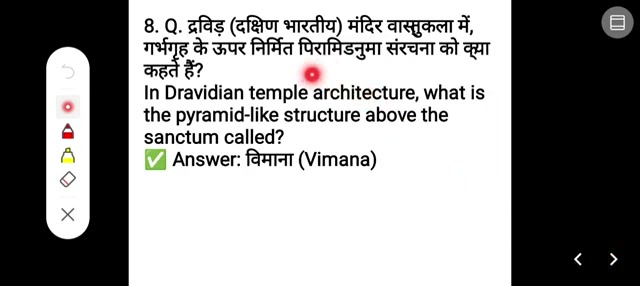 8. Q. द्रविड़ (दक्षिण भारतीय) मंदिर वास्तुकला में,
गर्भगृह के ऊपर निर्मित पिरामिडनुमा संरचना को क्या
कहते हैं?
In Dravidian temple architecture, what is
the pyramid-like structure above the
sanctum called?
✅ Answer: विमाना (Vimana)